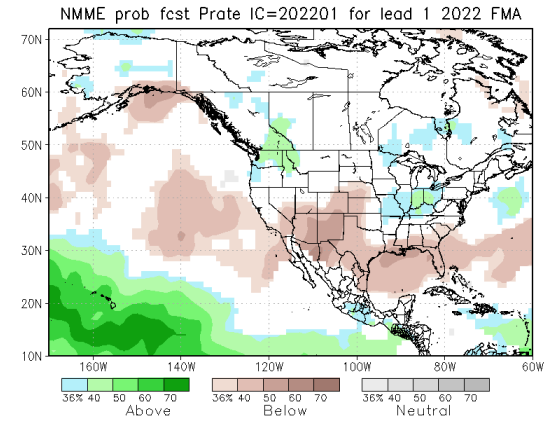 NMME prob fcst Prate IC=202201 for lead 1 2022 FMA
70N
60N
50N
40N
30N
20N
10N
160W 140W 120W 100W 80W 60W
36% 40 50 60 70 36% 40 50 60 70 36% 40 50 60 70
Above Below Neutral